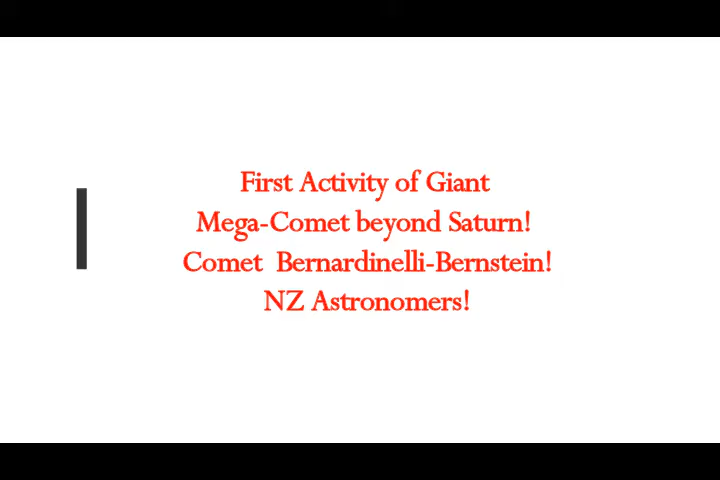 First Activity of Giant
Mega-Comet beyond Saturn!
Comet Bernardinelli-Bernstein!
NZ Astronomers!